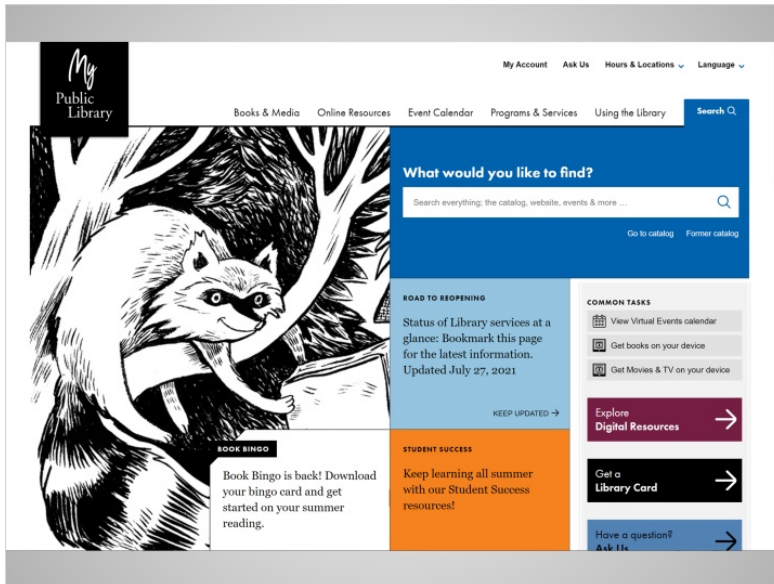 My
Public
Library
My Account Ask Us Hours & Locations Language
Books & Media Online Resources Event Calendar Programs & Services Using the Library Search
What would you like to find?
Search everything: the catalog, website, events & more ...
Go to catalog Former catalog
ROAD TO REOPENING
Status of Library services at a
glance: Bookmark this page
for the latest information.
Updated July 27, 2021
KEEP UPDATED →
COMMON TASKS
View Virtual Events calendar
Get books on your device
Get Movies & TV on your device
Explore
Digital Resources
Get a
Library Card
Have a question?
Ask Us
BOOK BINGO
Book Bingo is back! Download
your bingo card and get
started on your summer
reading.
STUDENT SUCCESS
Keep learning all summer
with our Student Success
resources!